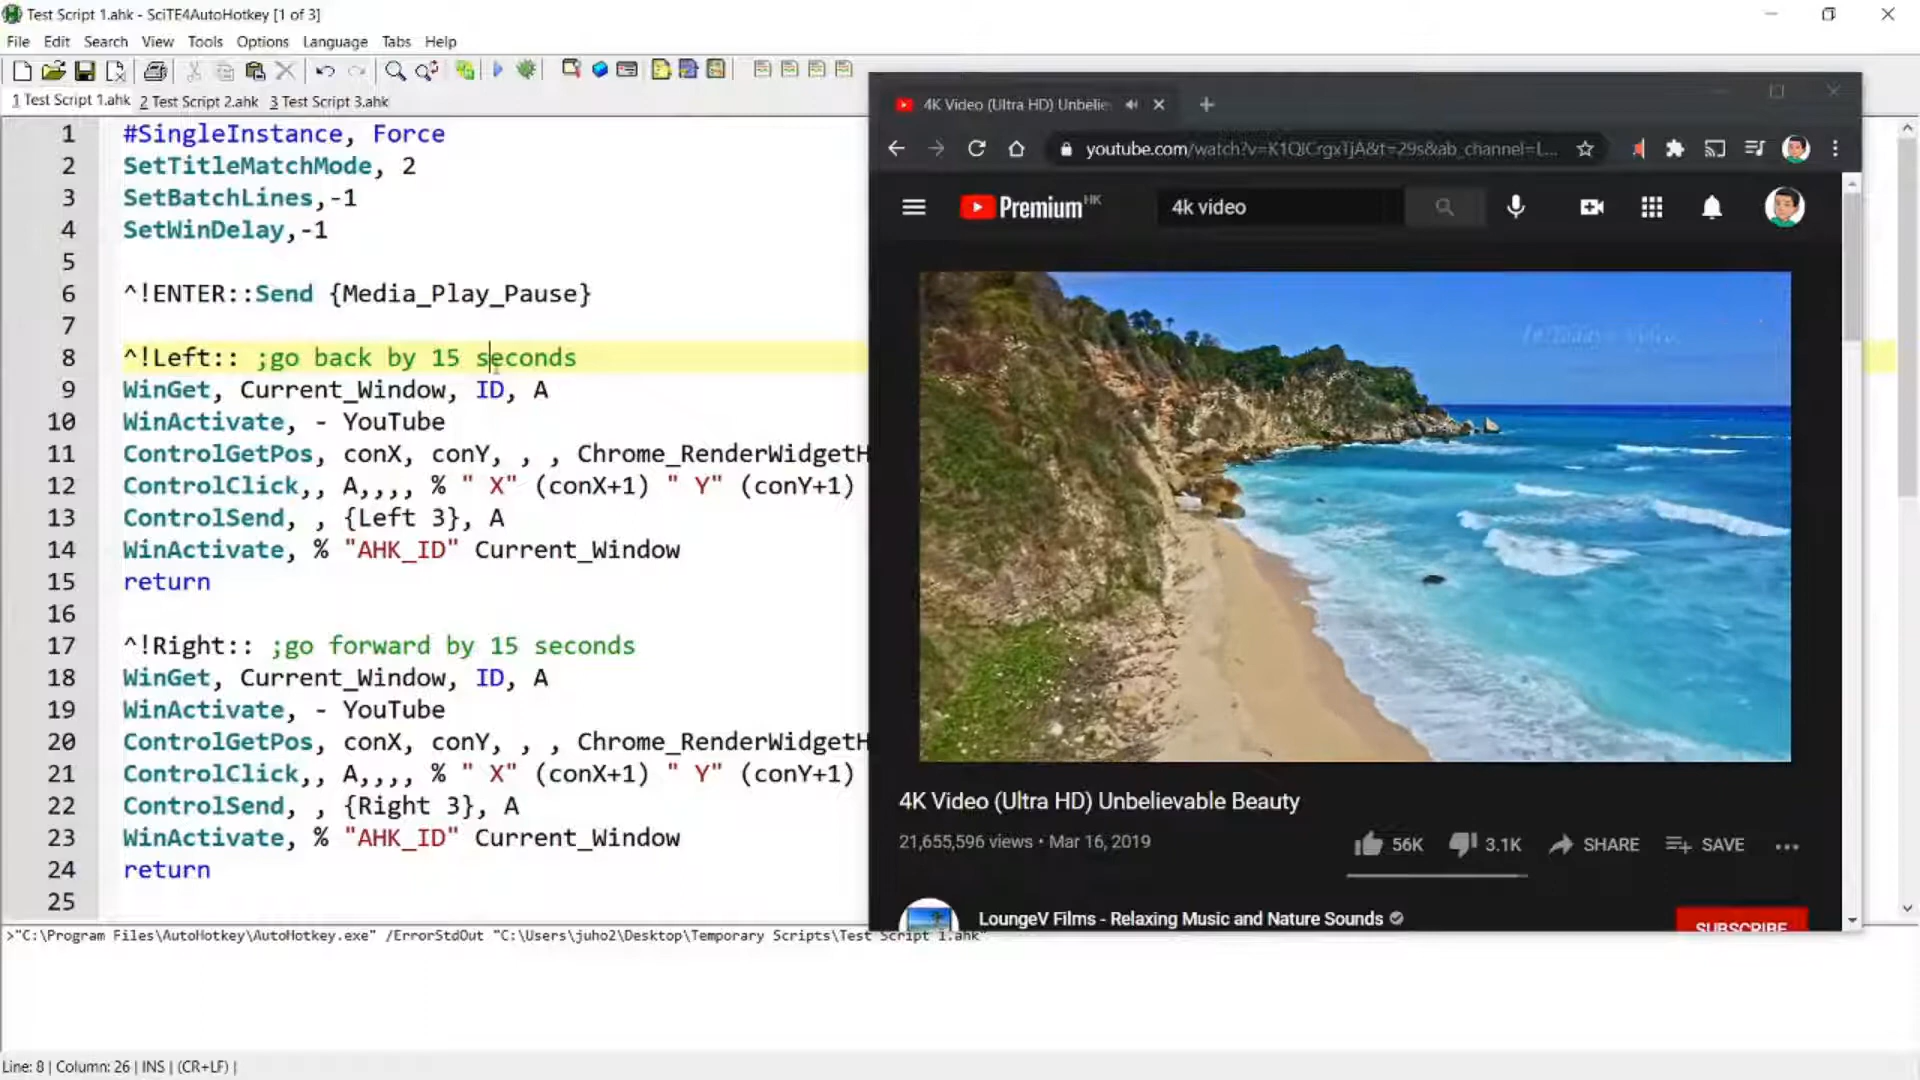 Test Script 1.ahk - SciTE4AutoHotkey [1 of 3]
File Edit Search View Tools Options Language Tabs Help
1 Test Script 1.ahk 2 Test Script 2.ahk 3 Test Script 3.ahk
1 #SingleInstance, Force
2 SetTitleMatchMode, 2
3 SetBatchLines,-1
4 SetWinDelay,-1
5
6 ^!ENTER::Send {Media_Play_Pause}
7
8 ^!Left:: ;go back by 15 seconds
9 WinGet, Current_Window, ID, A
10 WinActivate, - YouTube
11 ControlGetPos, conX, conY, , , Chrome_RenderWidgetH
12 ControlClick,, A,,,, % " X" (conX+1) " Y" (conY+1)
13 ControlSend, , {Left 3}, A
14 WinActivate, % "AHK_ID" Current_Window
15 return
16
17 ^!Right:: ;go forward by 15 seconds
18 WinGet, Current_Window, ID, A
19 WinActivate, - YouTube
20 ControlGetPos, conX, conY, , , Chrome_RenderWidgetH
21 ControlClick,, A,,,, % " X" (conX+1) " Y" (conY+1)
22 ControlSend, , {Right 3}, A
23 WinActivate, % "AHK_ID" Current_Window
24 return
25
>"C:\Program Files\AutoHotkey\AutoHotkey.exe" /ErrorStdOut "C:\Users\juho2\Desktop\Temporary Scripts\Test Script 1.ahk"
Line: 8 | Column: 26 | INS | (CR+LF) |
4K Video (Ultra HD) Unbelie
youtube.com/watch?v=K1QICrgxTjA&t=29s&ab_channel=L...
Premium HK
4k video
4K Video (Ultra HD) Unbelievable Beauty
21,655,596 views • Mar 16, 2019
56K 3.1K SHARE SAVE
LoungeV Films - Relaxing Music and Nature Sounds
SUBSCRIBE